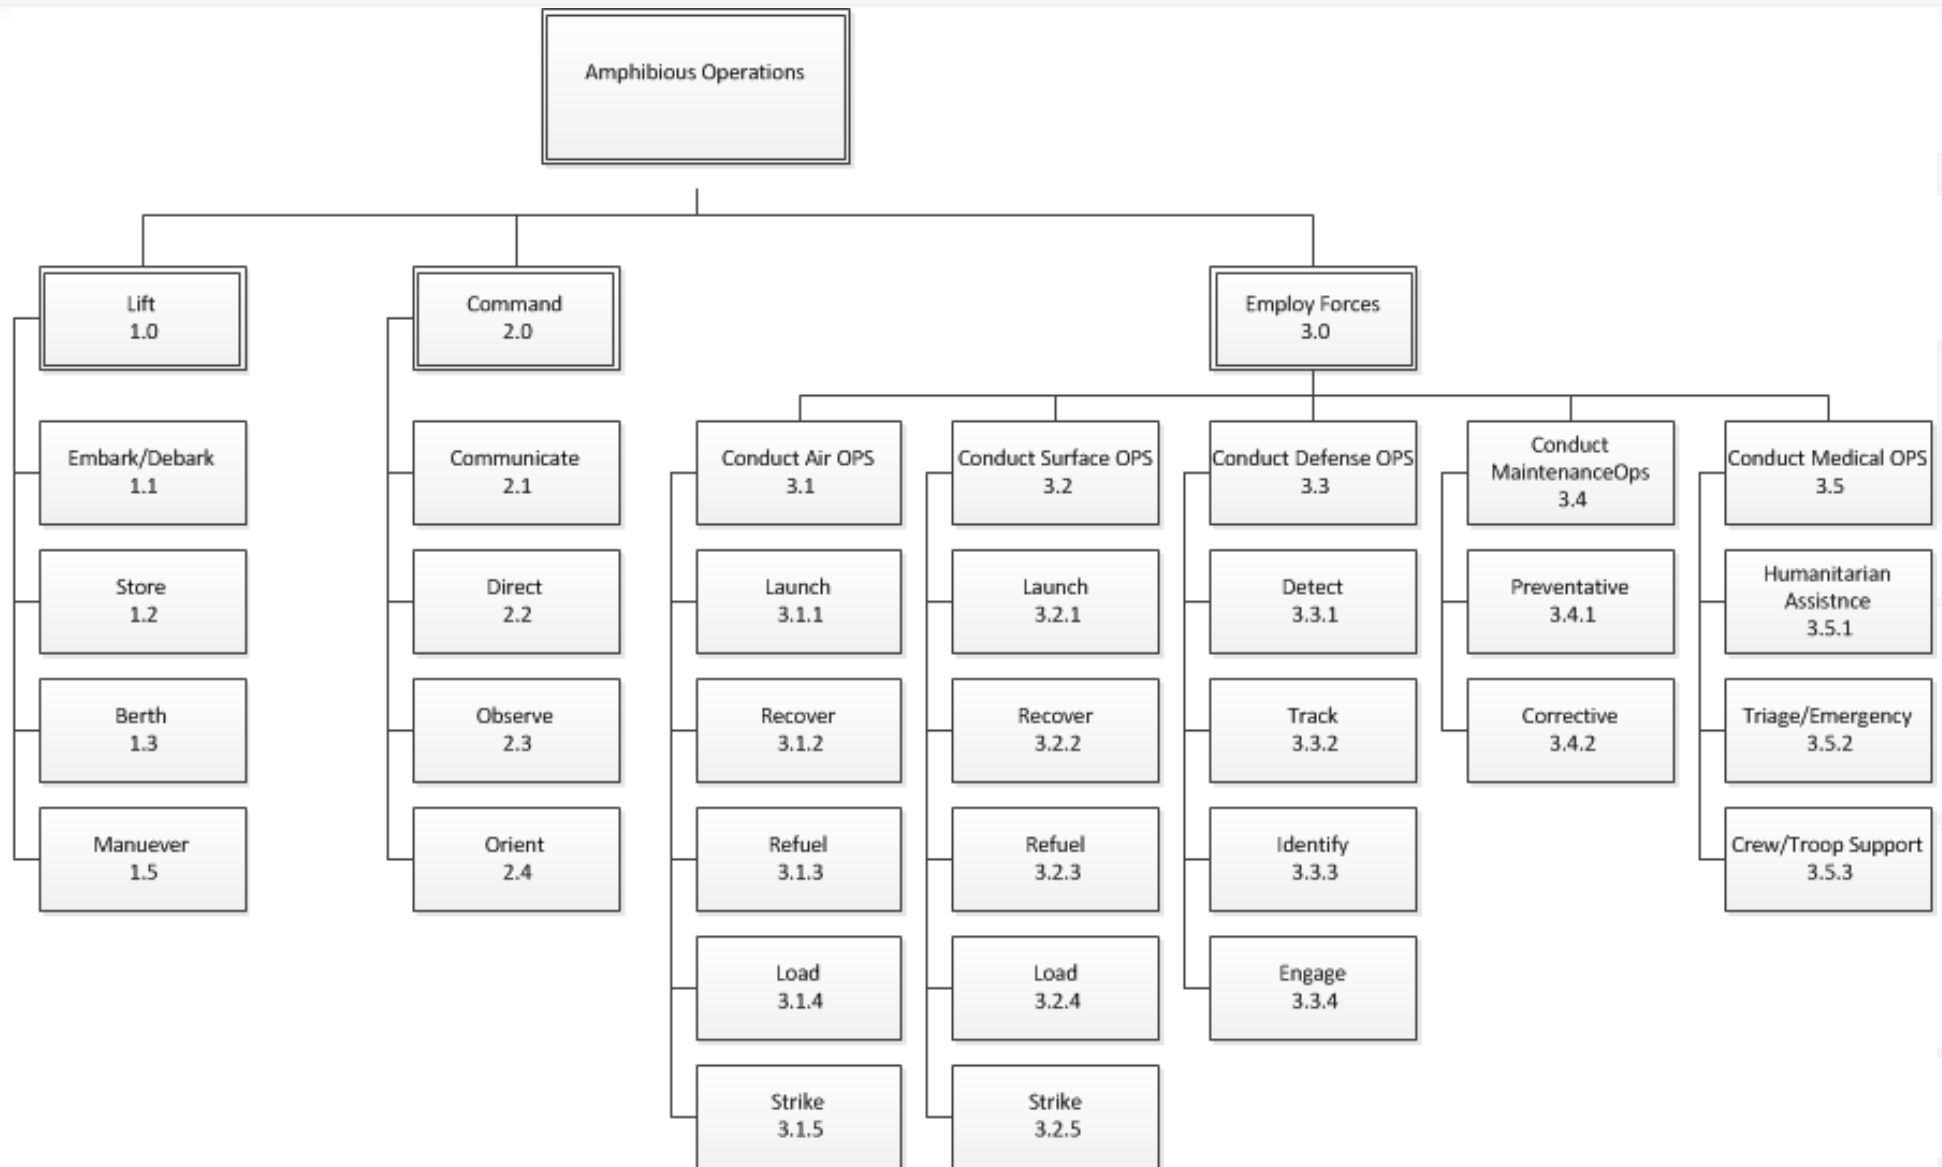 Amphibious Operations
Lift
1.0
Command
2.0
Employ Forces
3.0
Embark/Debark
1.1
Communicate
2.1
Conduct Air OPS
3.1
Conduct Surface OPS
3.2
Conduct Defense OPS
3.3
Conduct
MaintenanceOps
3.4
Conduct Medical OPS
3.5
Store
1.2
Direct
2.2
Launch
3.1.1
Launch
3.2.1
Detect
3.3.1
Preventative
3.4.1
Humanitarian
Assistnce
3.5.1
Berth
1.3
Observe
2.3
Recover
3.1.2
Recover
3.2.2
Track
3.3.2
Corrective
3.4.2
Triage/Emergency
3.5.2
Manuever
1.5
Orient
2.4
Refuel
3.1.3
Refuel
3.2.3
Identify
3.3.3
Crew/Troop Support
3.5.3
Load
3.1.4
Load
3.2.4
Engage
3.3.4
Strike
3.1.5
Strike
3.2.5